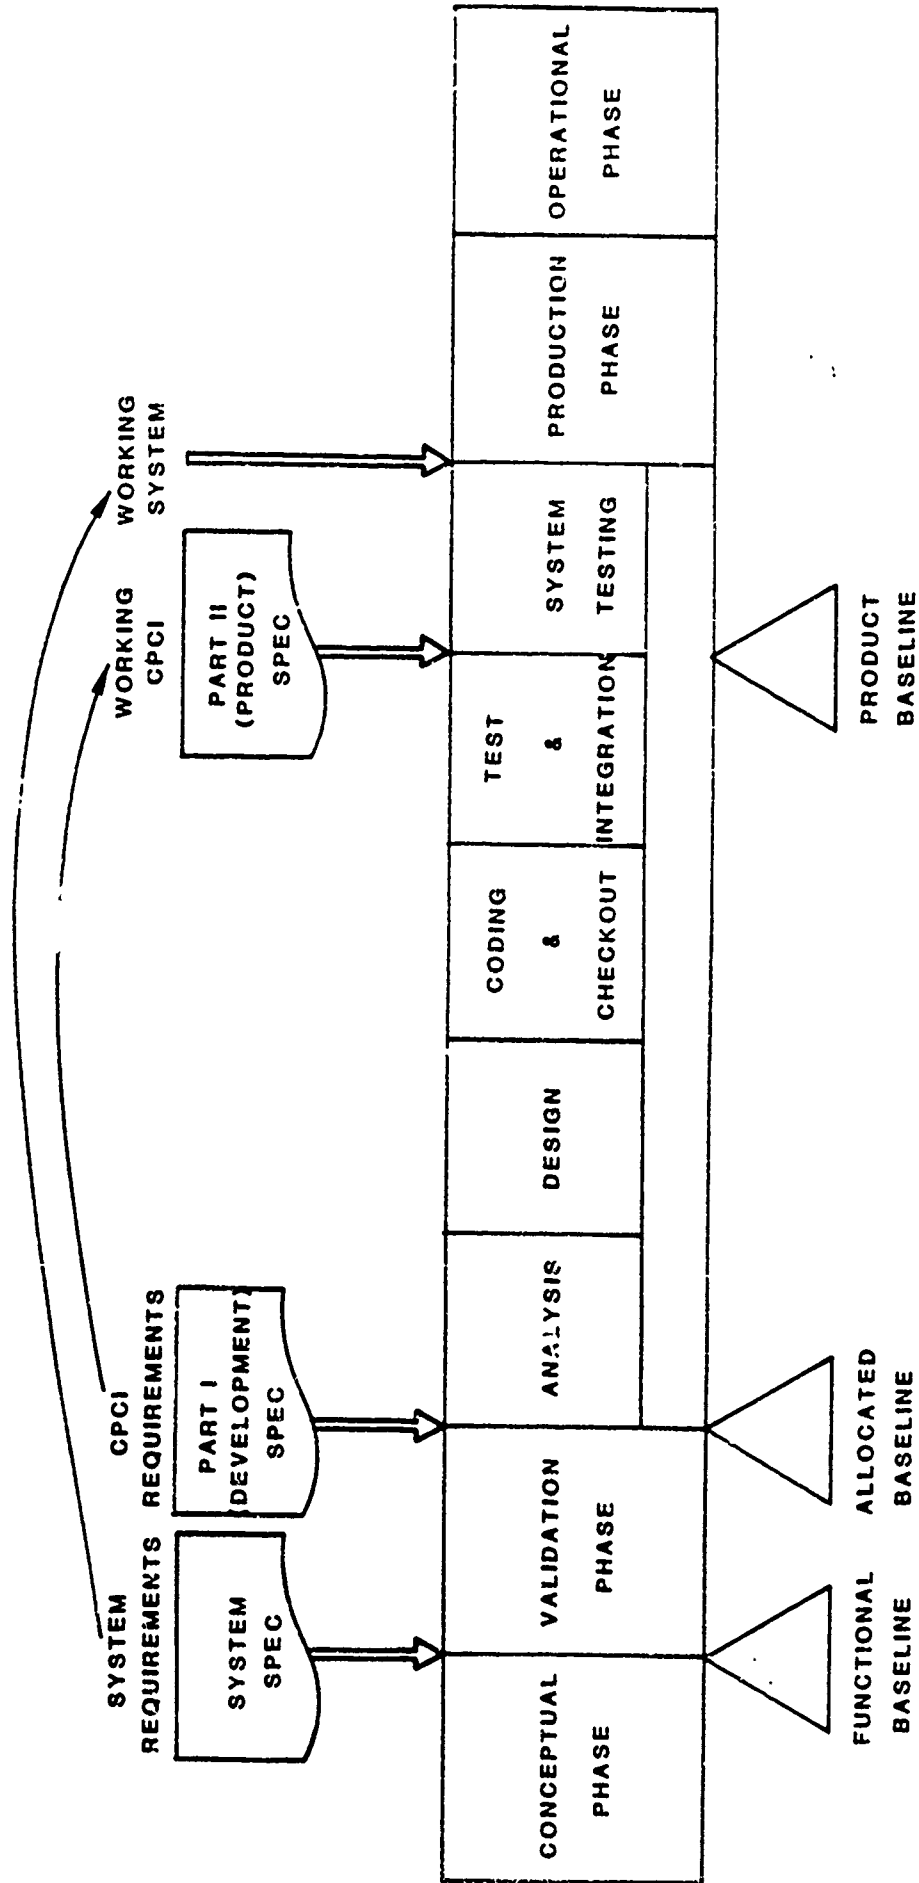 SYSTEM
REQUIREMENTS
CPCI
REQUIREMENTS
WORKING
CPCI
WORKING
SYSTEM
SYSTEM
SPEC
PART I
(DEVELOPMENT)
SPEC
PART II
(PRODUCT)
SPEC
CONCEPTUAL
PHASE
VALIDATION
PHASE
ANALYSIS
DESIGN
CODING
&
CHECKOUT
TEST
&
INTEGRATION
SYSTEM
TESTING
PRODUCTION
PHASE
OPERATIONAL
PHASE
FUNCTIONAL
BASELINE
ALLOCATED
BASELINE
PRODUCT
BASELINE